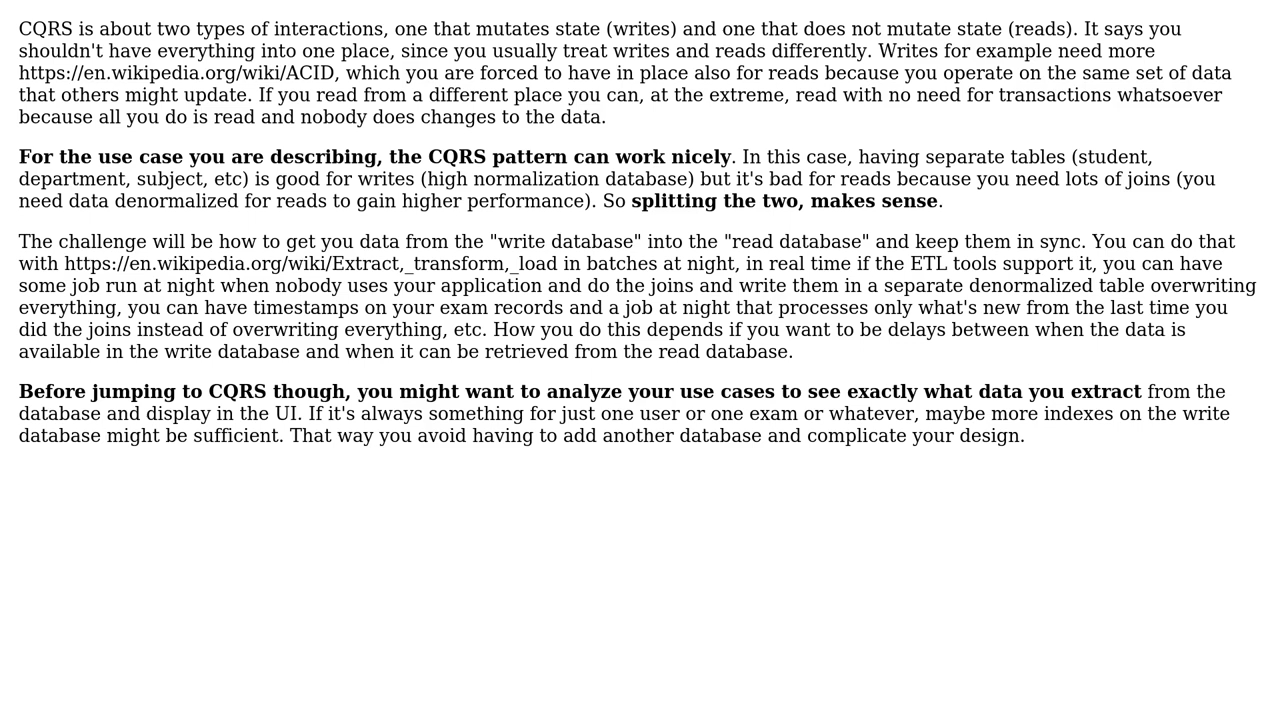 CQRS is about two types of interactions, one that mutates state (writes) and one that does not mutate state (reads). It says you
shouldn't have everything into one place, since you usually treat writes and reads differently. Writes for example need more
https://en.wikipedia.org/wiki/ACID, which you are forced to have in place also for reads because you operate on the same set of data
that others might update. If you read from a different place you can, at the extreme, read with no need for transactions whatsoever
because all you do is read and nobody does changes to the data.
For the use case you are describing, the CQRS pattern can work nicely. In this case, having separate tables (student,
department, subject, etc) is good for writes (high normalization database) but it's bad for reads because you need lots of joins (you
need data denormalized for reads to gain higher performance). So splitting the two, makes sense.
The challenge will be how to get you data from the "write database" into the "read database" and keep them in sync. You can do that
with https://en.wikipedia.org/wiki/Extract,_transform,_load in batches at night, in real time if the ETL tools support it, you can have
some job run at night when nobody uses your application and do the joins and write them in a separate denormalized table overwriting
everything, you can have timestamps on your exam records and a job at night that processes only what's new from the last time you
did the joins instead of overwriting everything, etc. How you do this depends if you want to be delays between when the data is
available in the write database and when it can be retrieved from the read database.
Before jumping to CQRS though, you might want to analyze your use cases to see exactly what data you extract from the
database and display in the UI. If it's always something for just one user or one exam or whatever, maybe more indexes on the write
database might be sufficient. That way you avoid having to add another database and complicate your design.